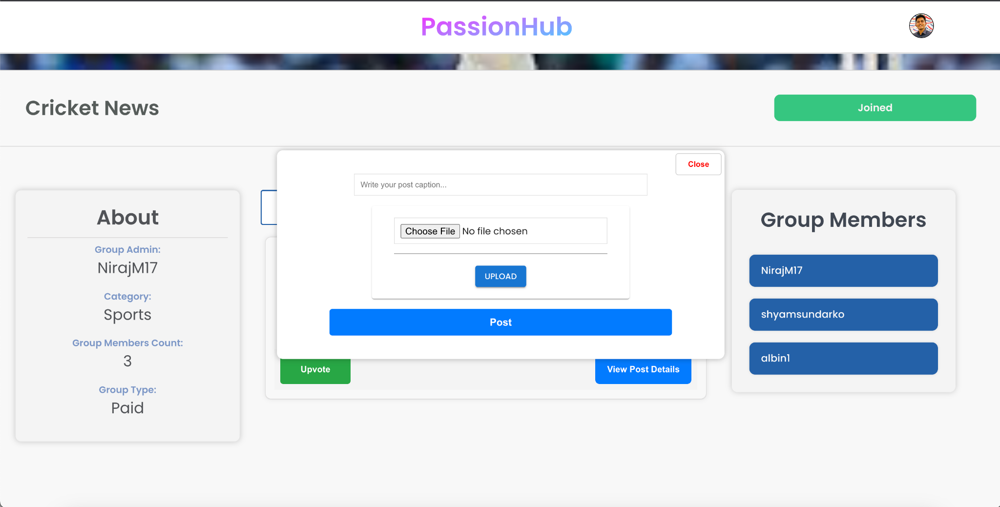 PassionHub
Cricket News
Joined
Close
Write your post caption...
Choose File No file chosen
UPLOAD
Post
About
Group Admin:
NirajM17
Category:
Sports
Group Members Count:
3
Group Type:
Paid
Upvote
View Post Details
Group Members
NirajM17
shyamsundarko
albin1